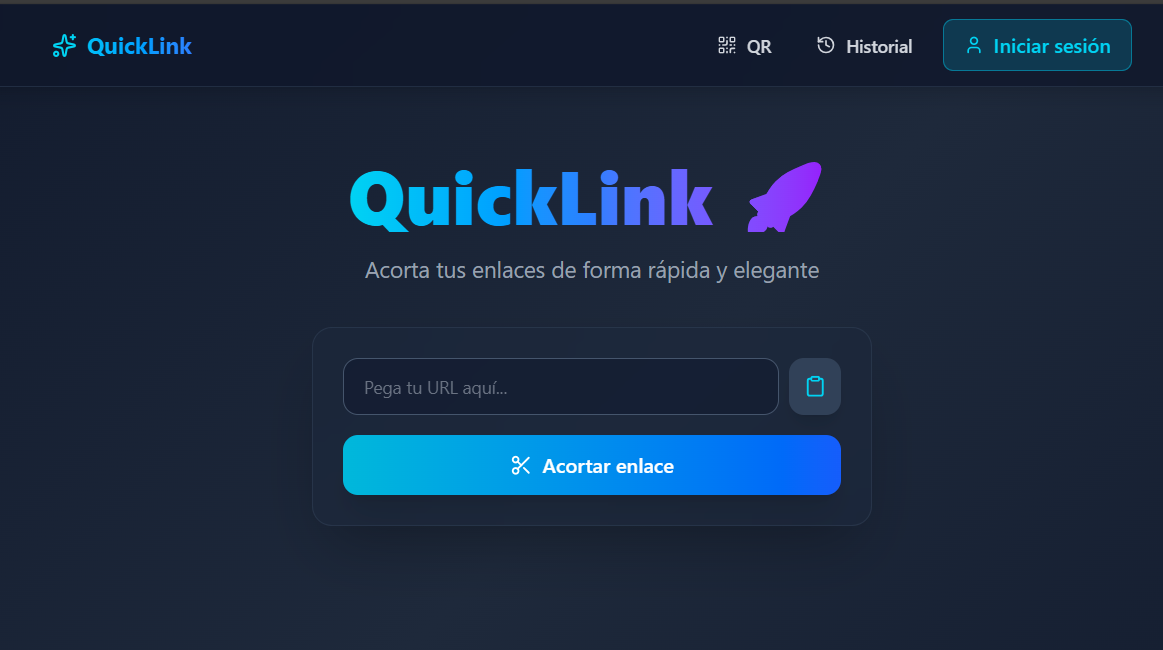 QuickLink
QR
Historial
Iniciar sesión
QuickLink
Acorta tus enlaces de forma rápida y elegante
Pega tu URL aquí...
Acortar enlace